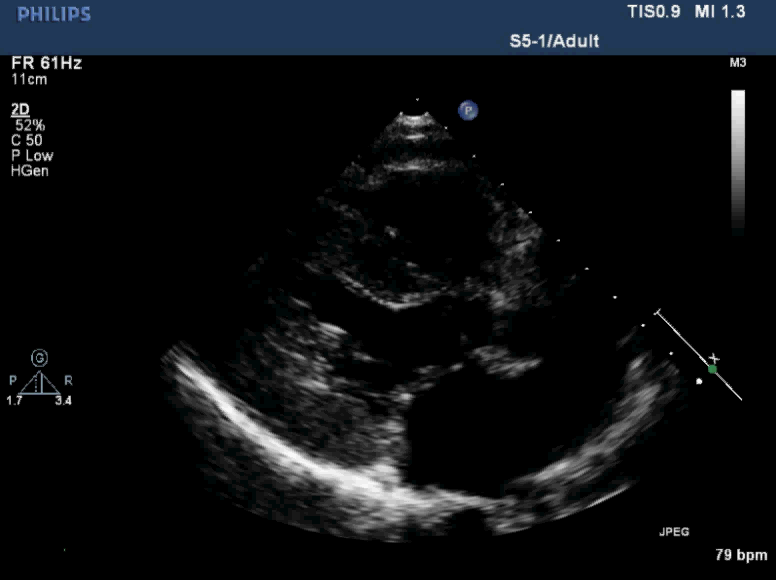 PHILIPS
TIS0.9 MI 1.3
S5-1/Adult
FR 61Hz
11cm
M3
2D
52%
C 50
P Low
HGen
P
G
P R
1.7 3.4
JPEG
79 bpm